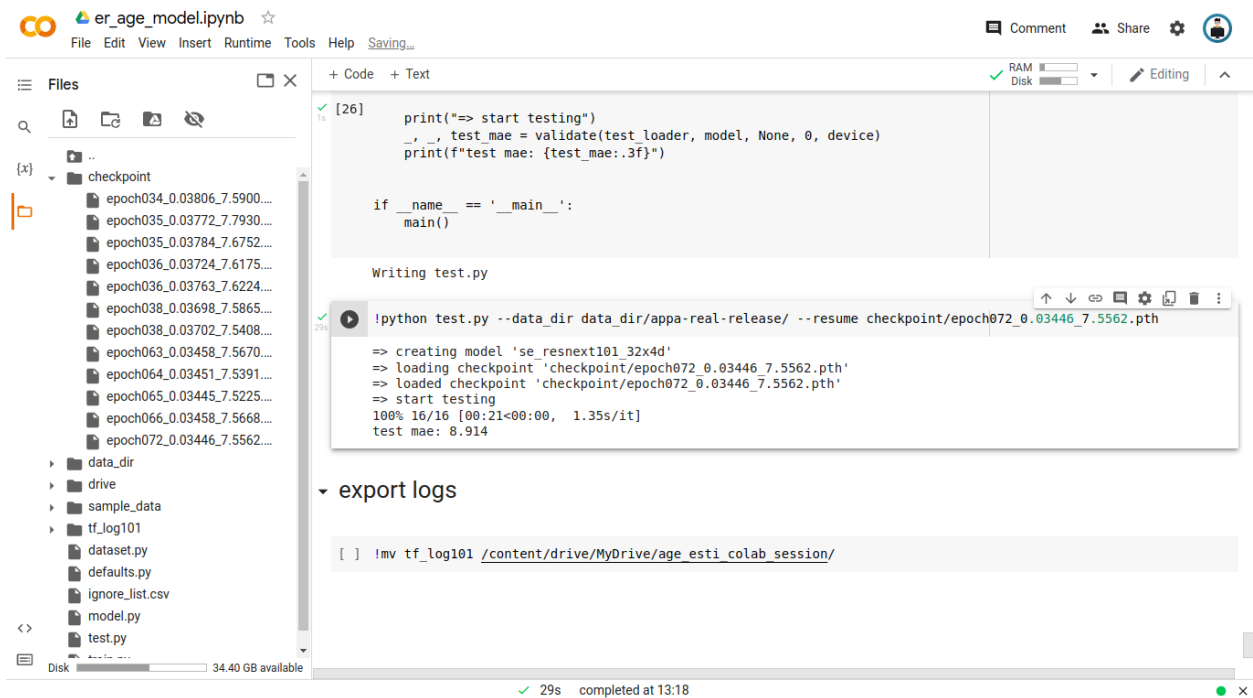 er_age_model.ipynb
File Edit View Insert Runtime Tools Help Saving...
Comment Share
Files
..
checkpoint
epoch034_0.03806_7.5900....
epoch035_0.03772_7.7930....
epoch035_0.03784_7.6752....
epoch036_0.03724_7.6175....
epoch036_0.03763_7.6224....
epoch038_0.03698_7.5865....
epoch038_0.03702_7.5408....
epoch063_0.03458_7.5670....
epoch064_0.03451_7.5391....
epoch065_0.03445_7.5225....
epoch066_0.03458_7.5668....
epoch072_0.03446_7.5562....
data_dir
drive
sample_data
tf_log101
dataset.py
defaults.py
ignore_list.csv
model.py
test.py
Disk 34.40 GB available
{x}
<>
+ Code + Text
RAM
Disk
Editing
1s
[26]
print("=> start testing")
_, _, test_mae = validate(test_loader, model, None, 0, device)
print(f"test mae: {test_mae:.3f}")
if __name__ == '__main__':
main()
Writing test.py
29s
!python test.py --data_dir data_dir/appa-real-release/ --resume checkpoint/epoch072_0.03446_7.5562.pth
=> creating model 'se_resnext101_32x4d'
=> loading checkpoint 'checkpoint/epoch072_0.03446_7.5562.pth'
=> loaded checkpoint 'checkpoint/epoch072_0.03446_7.5562.pth'
=> start testing
100% 16/16 [00:21<00:00, 1.35s/it]
test mae: 8.914
export logs
[ ] !mv tf_log101 /content/drive/MyDrive/age_esti_colab_session/
29s completed at 13:18